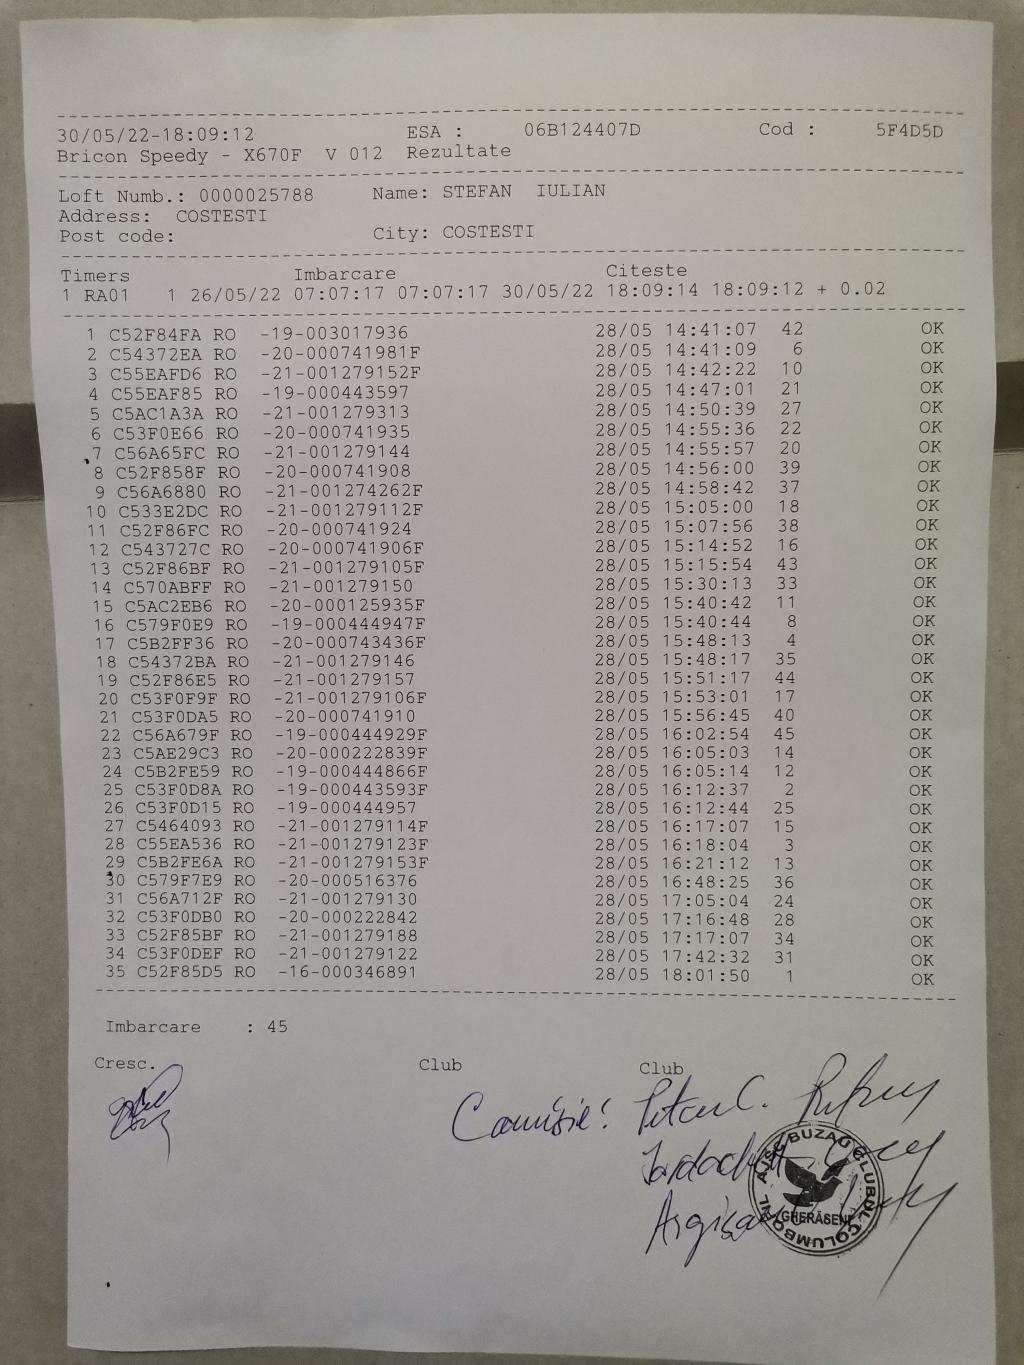 30/05/22-18:09:12 ESA : 06B124407D Cod : 5F4D5D
Bricon Speedy - X670F V 012 Rezultate
Loft Numb.: 0000025788 Name: STEFAN IULIAN
Address: COSTESTI
Post code: City: COSTESTI
Timers Imbarcare Citeste
1 RA01 1 26/05/22 07:07:17 07:07:17 30/05/22 18:09:14 18:09:12 + 0.02
1 C52F84FA RO -19-003017936 28/05 14:41:07 42 OK
2 C54372EA RO -20-000741981F 28/05 14:41:09 6 OK
3 C55EAFD6 RO -21-001279152F 28/05 14:42:22 10 OK
4 C55EAF85 RO -19-000443597 28/05 14:47:01 21 OK
5 C5AC1A3A RO -21-001279313 28/05 14:50:39 27 OK
6 C53F0E66 RO -20-000741935 28/05 14:55:36 22 OK
7 C56A65FC RO -21-001279144 28/05 14:55:57 20 OK
8 C52F858F RO -20-000741908 28/05 14:56:00 39 OK
9 C56A6880 RO -21-001274262F 28/05 14:58:42 37 OK
10 C533E2DC RO -21-001279112F 28/05 15:05:00 18 OK
11 C52F86FC RO -20-000741924 28/05 15:07:56 38 OK
12 C543727C RO -20-000741906F 28/05 15:14:52 16 OK
13 C52F86BF RO -21-001279105F 28/05 15:15:54 43 OK
14 C570ABFF RO -21-001279150 28/05 15:30:13 33 OK
15 C5AC2EB6 RO -20-000125935F 28/05 15:40:42 11 OK
16 C579F0E9 RO -19-000444947F 28/05 15:40:44 8 OK
17 C5B2FF36 RO -20-000743436F 28/05 15:48:13 4 OK
18 C54372BA RO -21-001279146 28/05 15:48:17 35 OK
19 C52F86E5 RO -21-001279157 28/05 15:51:17 44 OK
20 C53F0F9F RO -21-001279106F 28/05 15:53:01 17 OK
21 C53F0DA5 RO -20-000741910 28/05 15:56:45 40 OK
22 C56A679F RO -19-000444929F 28/05 16:02:54 45 OK
23 C5AE29C3 RO -20-000222839F 28/05 16:05:03 14 OK
24 C5B2FE59 RO -19-000444866F 28/05 16:05:14 12 OK
25 C53F0D8A RO -19-000443593F 28/05 16:12:37 2 OK
26 C53F0D15 RO -19-000444957 28/05 16:12:44 25 OK
27 C5464093 RO -21-001279114F 28/05 16:17:07 15 OK
28 C55EA536 RO -21-001279123F 28/05 16:18:04 3 OK
29 C5B2FE6A RO -21-001279153F 28/05 16:21:12 13 OK
30 C579F7E9 RO -20-000516376 28/05 16:48:25 36 OK
31 C56A712F RO -21-001279130 28/05 17:05:04 24 OK
32 C53F0DB0 RO -20-000222842 28/05 17:16:48 28 OK
33 C52F85BF RO -21-001279188 28/05 17:17:07 34 OK
34 C53F0DEF RO -21-001279122 28/05 17:42:32 31 OK
35 C52F85D5 RO -16-000346891 28/05 18:01:50 1 OK
Imbarcare : 45
Cresc. Club Club
Comisie!
AJSC BUZAU CLUBUL COLUMBOFIL
GHERĂSENI